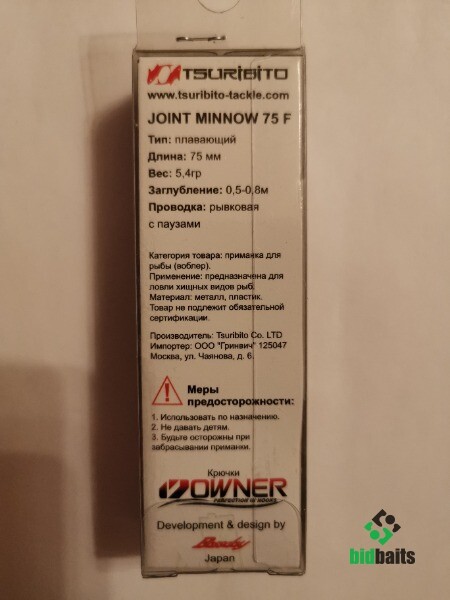 TSURIBITO
www.tsuribito-tackle.com
JOINT MINNOW 75 F
Тип: плавающий
Длина: 75 мм
Вес: 5,4гр
Заглубление: 0,5-0,8м
Проводка: рывковая
с паузами
Категория товара: приманка для
рыбы (воблер).
Применение: предназначена для
ловли хищных видов рыб.
Материал: металл, пластик.
Товар не подлежит обязательной
сертификации.
Производитель: Tsuribito Co. LTD
Импортер: ООО "Гринвич" 125047
Москва, ул. Чаянова, д. 6.
Меры
предосторожности:
1. Использовать по назначению.
2. Не давать детям.
3. Будьте осторожны при
забрасывании приманки.
Крючки
OWNER
PERFECTION IN HOOKS
Development & design by
Japan
bidbaits